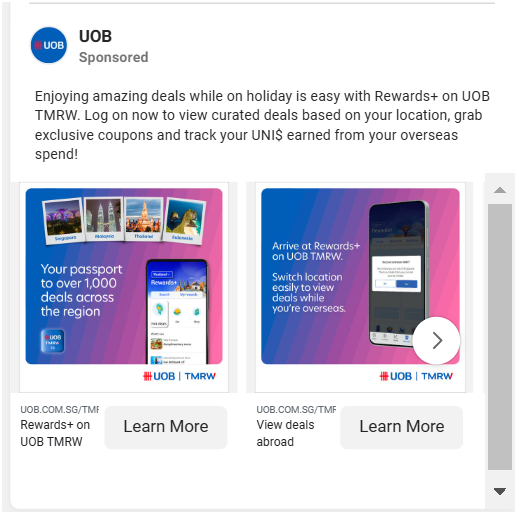 UOB
UOB
Sponsored
Enjoying amazing deals while on holiday is easy with Rewards+ on UOB
TMRW. Log on now to view curated deals based on your location, grab
exclusive coupons and track your UNI$ earned from your overseas
spend!
Singapore
Malaysia
Thailand
Indonesia
Your passport
to over 1,000
deals across
the region
UOB
TMRW
Rewards+
UOB | TMRW
Arrive at Rewards+
on UOB TMRW.
Switch location
easily to view
deals while
you're overseas.
UOB | TMRW
UOB.COM.SG/TMF
Rewards+ on
UOB TMRW
Learn More
UOB.COM.SG/TMF
View deals
abroad
Learn More